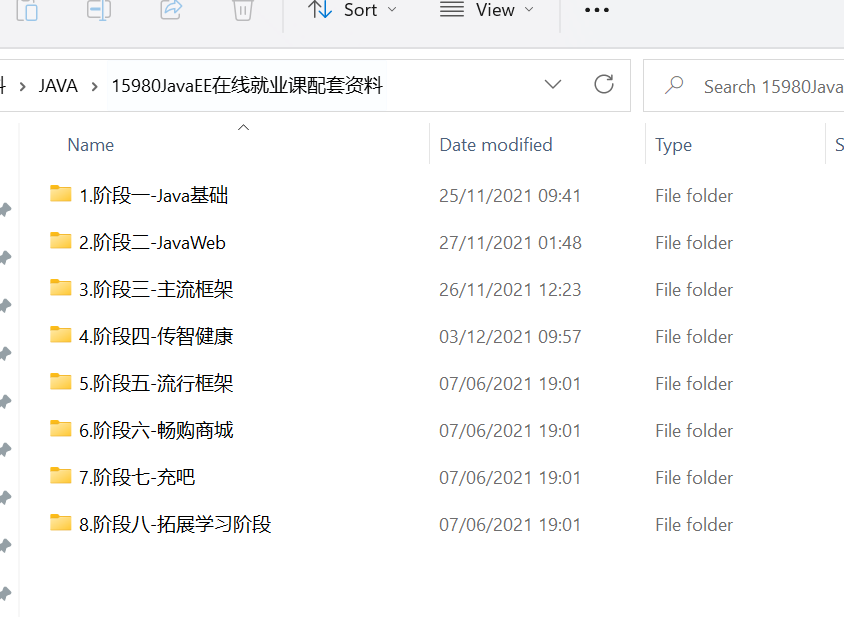 Sort View
JAVA 15980JavaEE在线就业课配套资料 Search 15980Java
Name Date modified Type
1.阶段一-Java基础 25/11/2021 09:41 File folder
2.阶段二-JavaWeb 27/11/2021 01:48 File folder
3.阶段三-主流框架 26/11/2021 12:23 File folder
4.阶段四-传智健康 03/12/2021 09:57 File folder
5.阶段五-流行框架 07/06/2021 19:01 File folder
6.阶段六-畅购商城 07/06/2021 19:01 File folder
7.阶段七-充吧 07/06/2021 19:01 File folder
8.阶段八-拓展学习阶段 07/06/2021 19:01 File folder